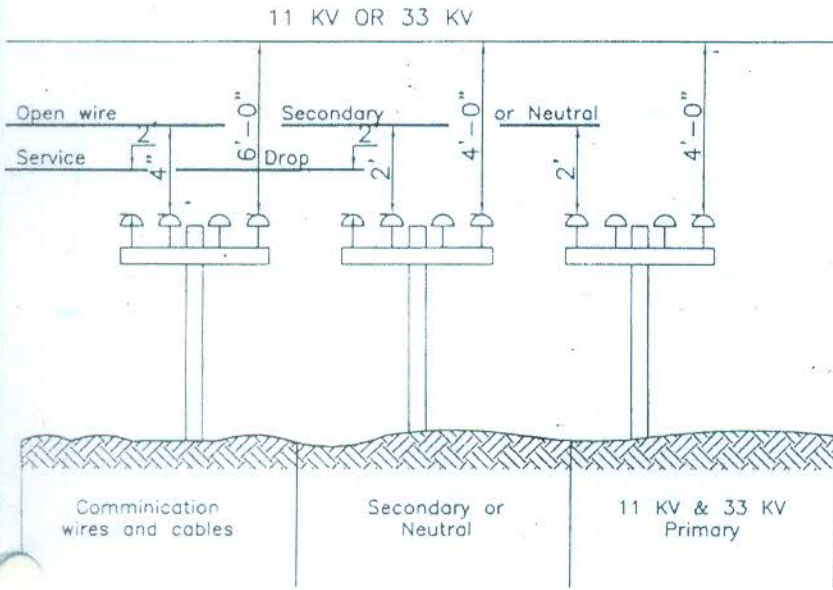 11 KV OR 33 KV
Open wire
Secondary
or Neutral
Service
Drop
2'
4"
6'-0"
2'
2'
4'-0"
2'
4'-0"
Comminication
wires and cables
Secondary or
Neutral
11 KV & 33 KV
Primary